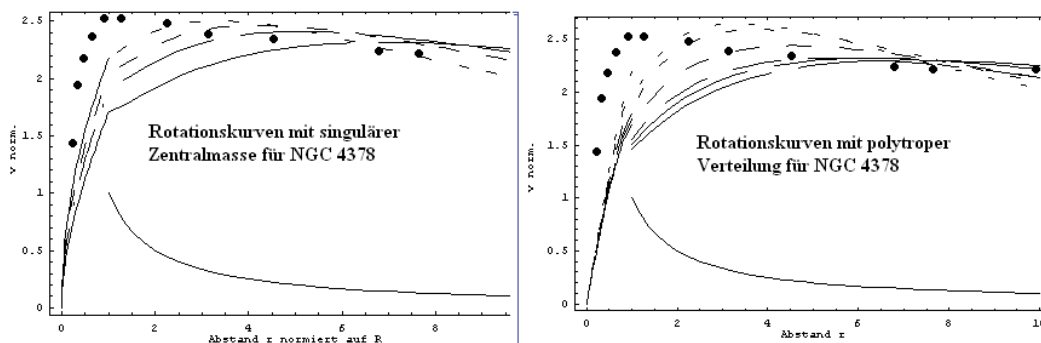 2.5
2
1.5
1
0.5
0
v norm.
Rotationskurven mit singulärer
Zentralmasse für NGC 4378
0 2 4 6 8
Abstand r normiert auf R
2.5
2
1.5
1
0.5
0
v norm.
Rotationskurven mit polytroper
Verteilung für NGC 4378
0 2 4 6 8 10
Abstand r